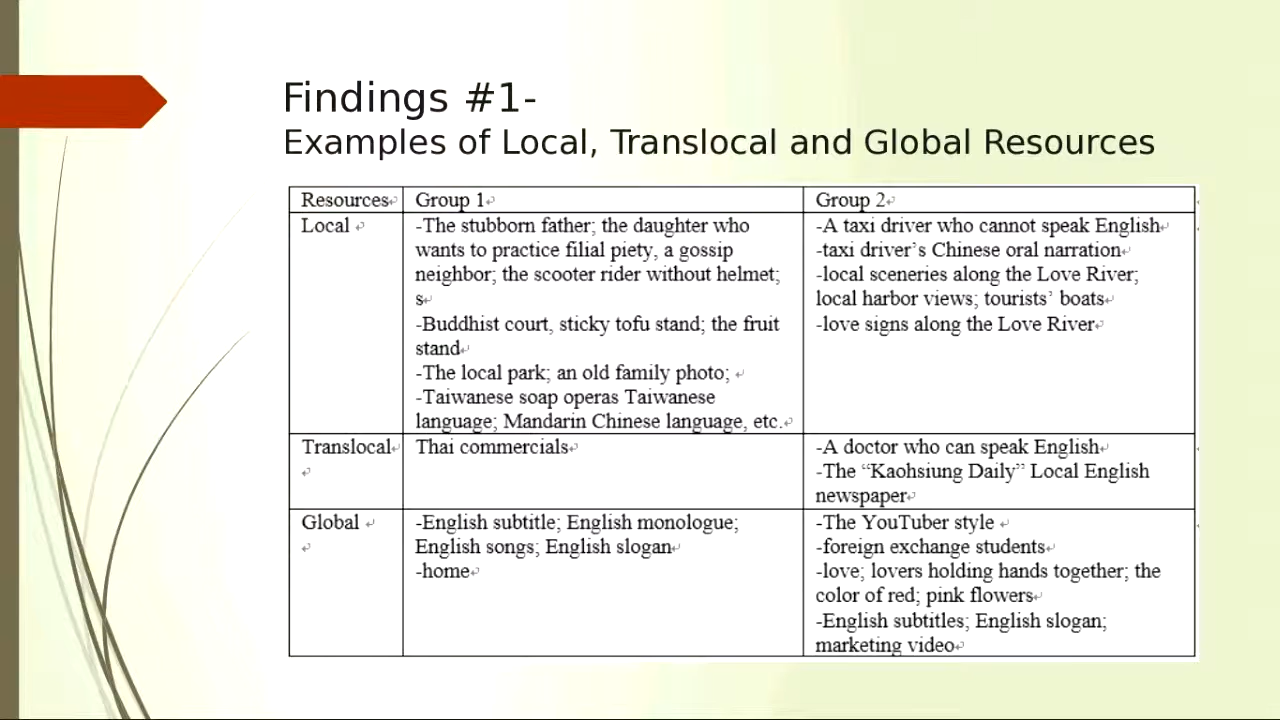 Findings #1-
Examples of Local, Translocal and Global Resources
Resources
Group 1
Group 2
Local
-The stubborn father; the daughter who
wants to practice filial piety, a gossip
neighbor; the scooter rider without helmet;
s
-Buddhist court, sticky tofu stand; the fruit
stand
-The local park; an old family photo;
-Taiwanese soap operas Taiwanese
language; Mandarin Chinese language, etc.
-A taxi driver who cannot speak English
-taxi driver’s Chinese oral narration
-local sceneries along the Love River;
local harbor views; tourists’ boats
-love signs along the Love River
Translocal
Thai commercials
-A doctor who can speak English
-The “Kaohsiung Daily” Local English
newspaper
Global
-English subtitle; English monologue;
English songs; English slogan
-home
-The YouTuber style
-foreign exchange students
-love; lovers holding hands together; the
color of red; pink flowers
-English subtitles; English slogan;
marketing video